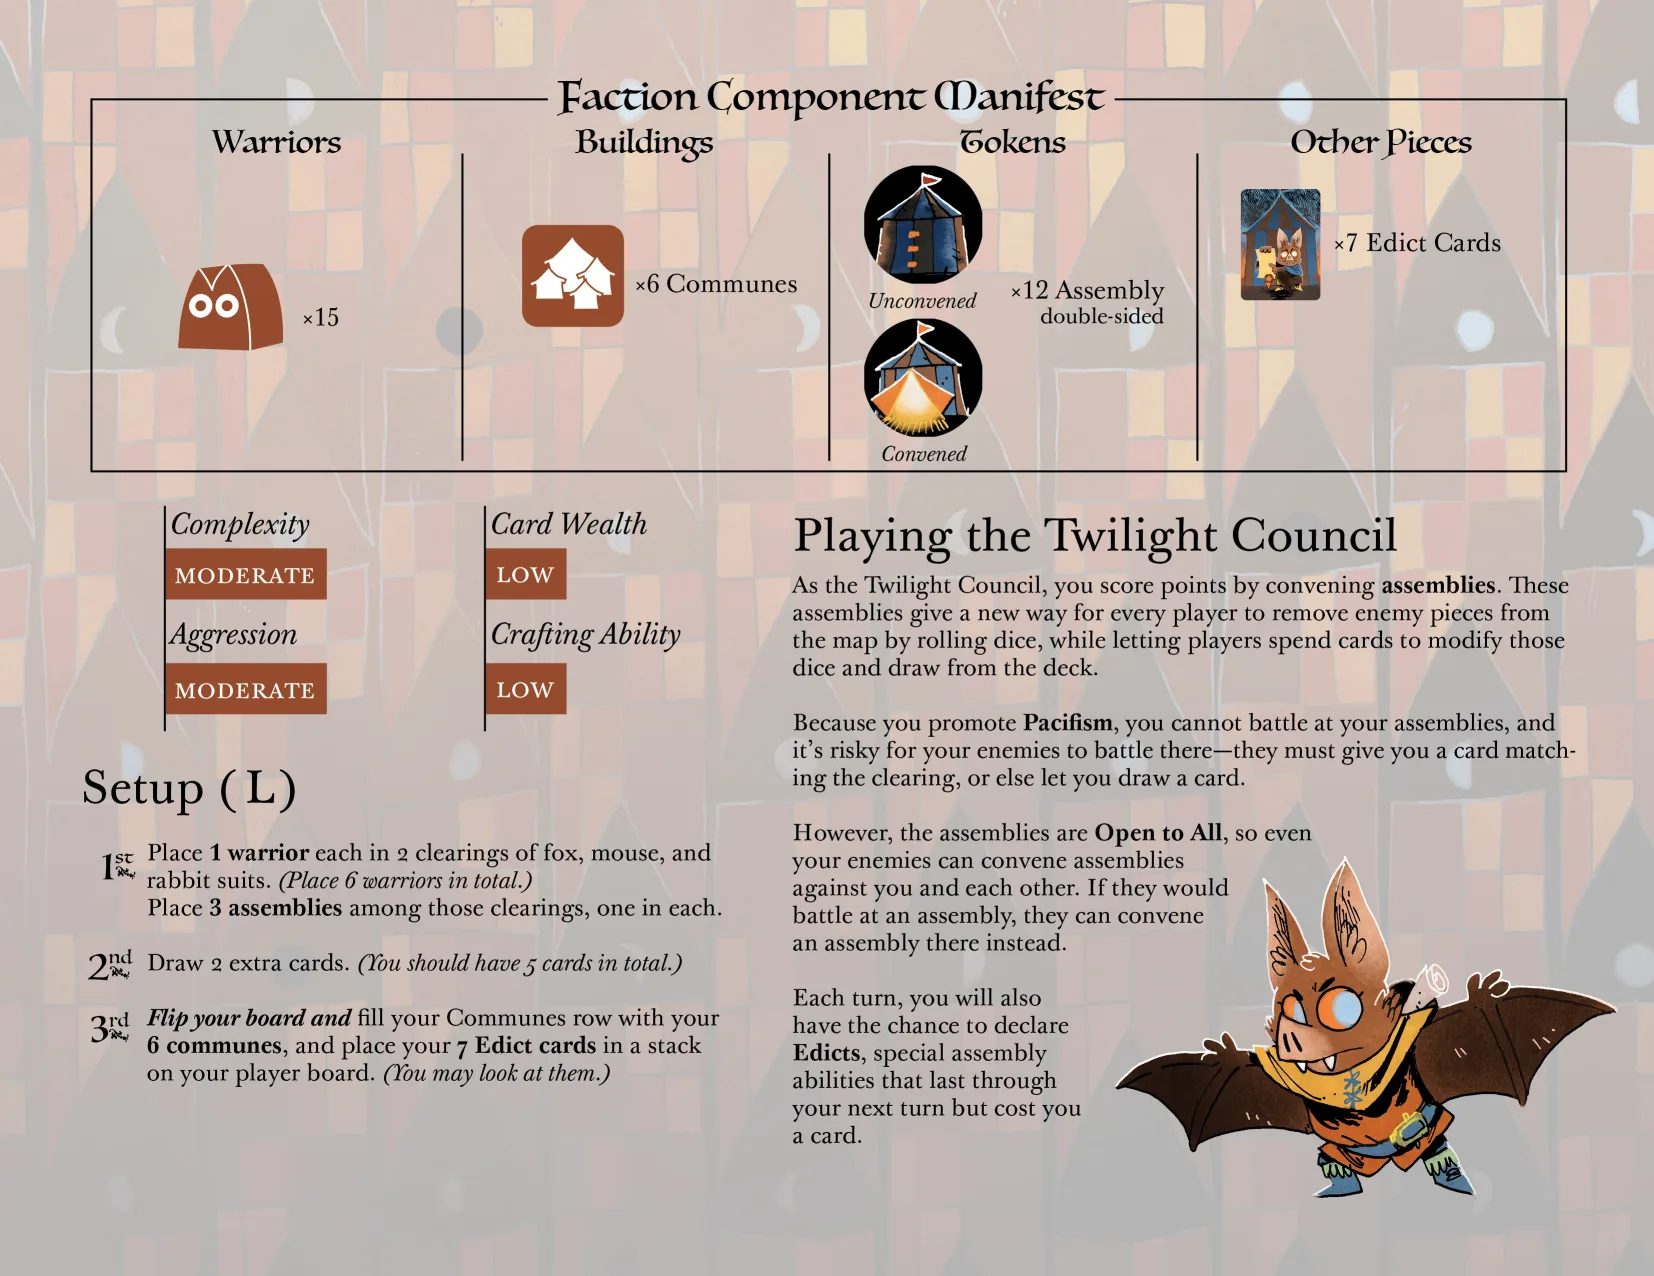 Faction Component Manifest
Warriors
Buildings
Tokens
Other Pieces
×15
×6 Communes
Unconvened
×12 Assembly
double-sided
Convened
×7 Edict Cards
Complexity
MODERATE
Aggression
MODERATE
Card Wealth
LOW
Crafting Ability
LOW
Setup (L)
1st Place 1 warrior each in 2 clearings of fox, mouse, and
rabbit suits. (Place 6 warriors in total.)
Place 3 assemblies among those clearings, one in each.
2nd Draw 2 extra cards. (You should have 5 cards in total.)
3rd Flip your board and fill your Communes row with your
6 communes, and place your 7 Edict cards in a stack
on your player board. (You may look at them.)
Playing the Twilight Council
As the Twilight Council, you score points by convening assemblies. These
assemblies give a new way for every player to remove enemy pieces from
the map by rolling dice, while letting players spend cards to modify those
dice and draw from the deck.
Because you promote Pacifism, you cannot battle at your assemblies, and
it's risky for your enemies to battle there—they must give you a card match-
ing the clearing, or else let you draw a card.
However, the assemblies are Open to All, so even
your enemies can convene assemblies
against you and each other. If they would
battle at an assembly, they can convene
an assembly there instead.
Each turn, you will also
have the chance to declare
Edicts, special assembly
abilities that last through
your next turn but cost you
a card.